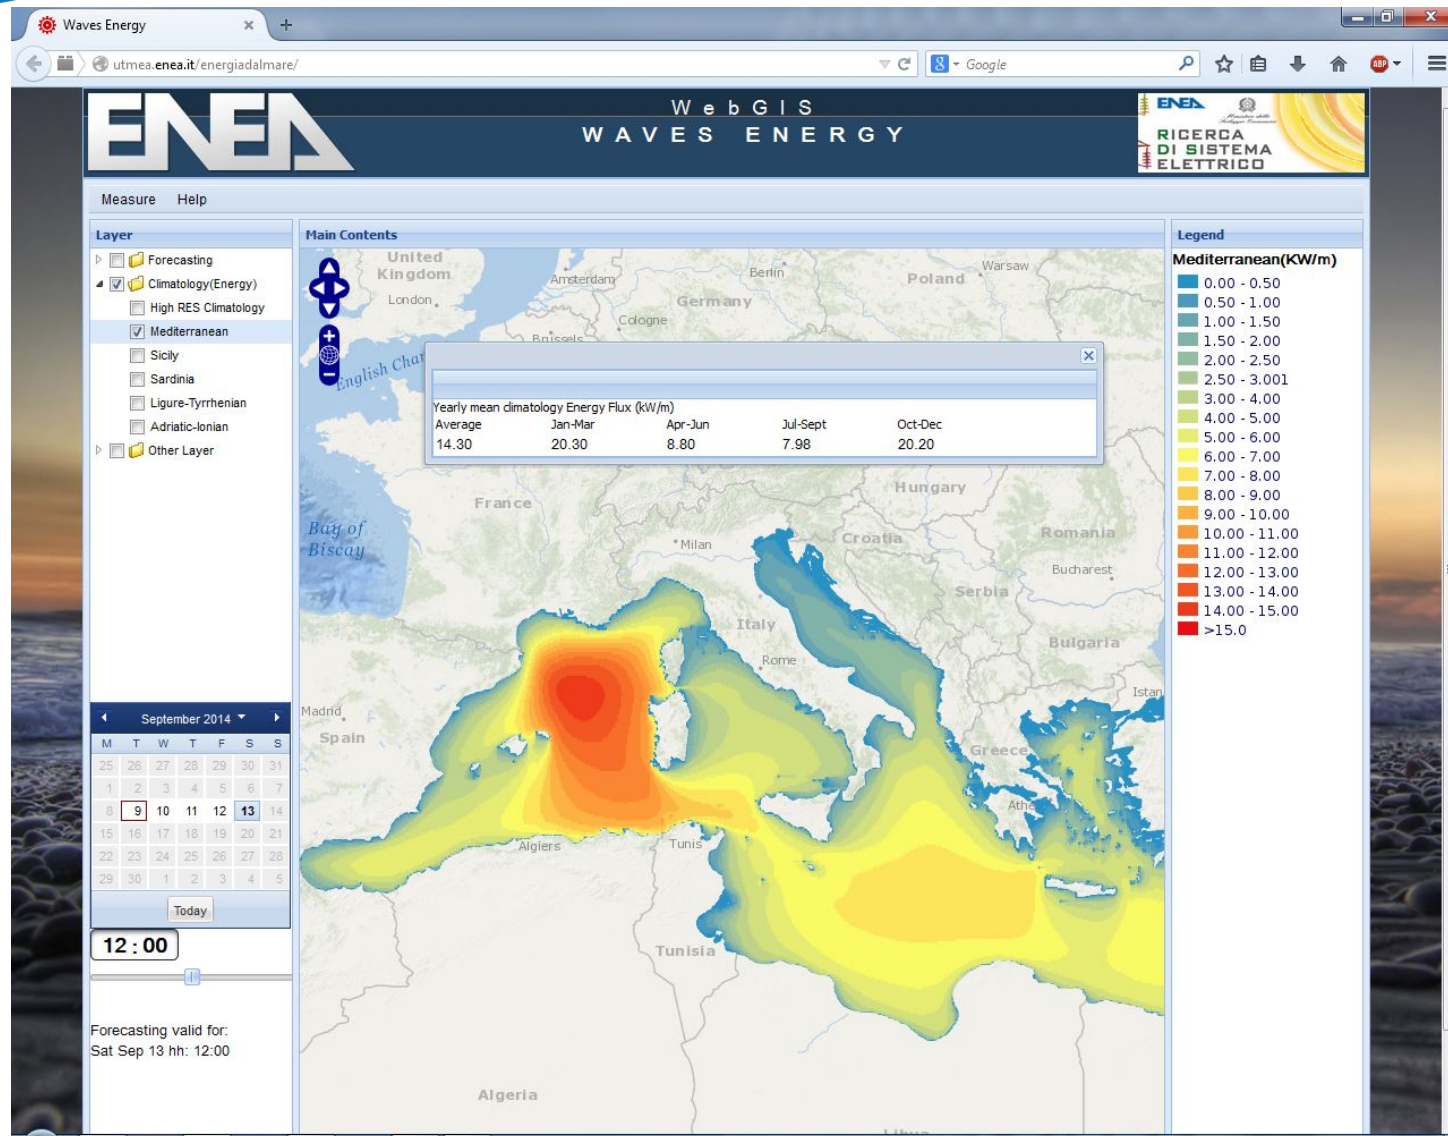 Waves Energy
utmea.enea.it/energiadalmare/
Google
ABP
ENEA
WebGIS
WAVES ENERGY
ENEA
RICERCA
DI SISTEMA
ELETTRICO
Measure Help
Layer
Forecasting
Climatology(Energy)
High RES Climatology
Mediterranean
Sicily
Sardinia
Ligure-Tyrrhenian
Adriatic-Ionian
Other Layer
September 2014
M T W T F S S
25 26 27 28 29 30 31
1 2 3 4 5 6 7
8 9 10 11 12 13 14
15 16 17 18 19 20 21
22 23 24 25 26 27 28
29 30 1 2 3 4 5
Today
12 : 00
Forecasting valid for:
Sat Sep 13 hh: 12:00
Main Contents
United
Kingdom
Amsterdam
Berlin
Poland
Warsaw
London
Germany
Cologne
Brussels
English Char
Yearly mean climatology Energy Flux (kW/m)
Average Jan-Mar Apr-Jun Jul-Sept Oct-Dec
14.30 20.30 8.80 7.98 20.20
France
Hungary
Bay of
Biscay
Milan
Croatia
Romania
Bucharest
Serbia
Italy
Bulgaria
Rome
Istan
Madrid
Spain
Greece
Athe
Algiers
Tunis
Tunisia
Algeria
Libya
Legend
Mediterranean(KW/m)
0.00 - 0.50
0.50 - 1.00
1.00 - 1.50
1.50 - 2.00
2.00 - 2.50
2.50 - 3.001
3.00 - 4.00
4.00 - 5.00
5.00 - 6.00
6.00 - 7.00
7.00 - 8.00
8.00 - 9.00
9.00 - 10.00
10.00 - 11.00
11.00 - 12.00
12.00 - 13.00
13.00 - 14.00
14.00 - 15.00
>15.0